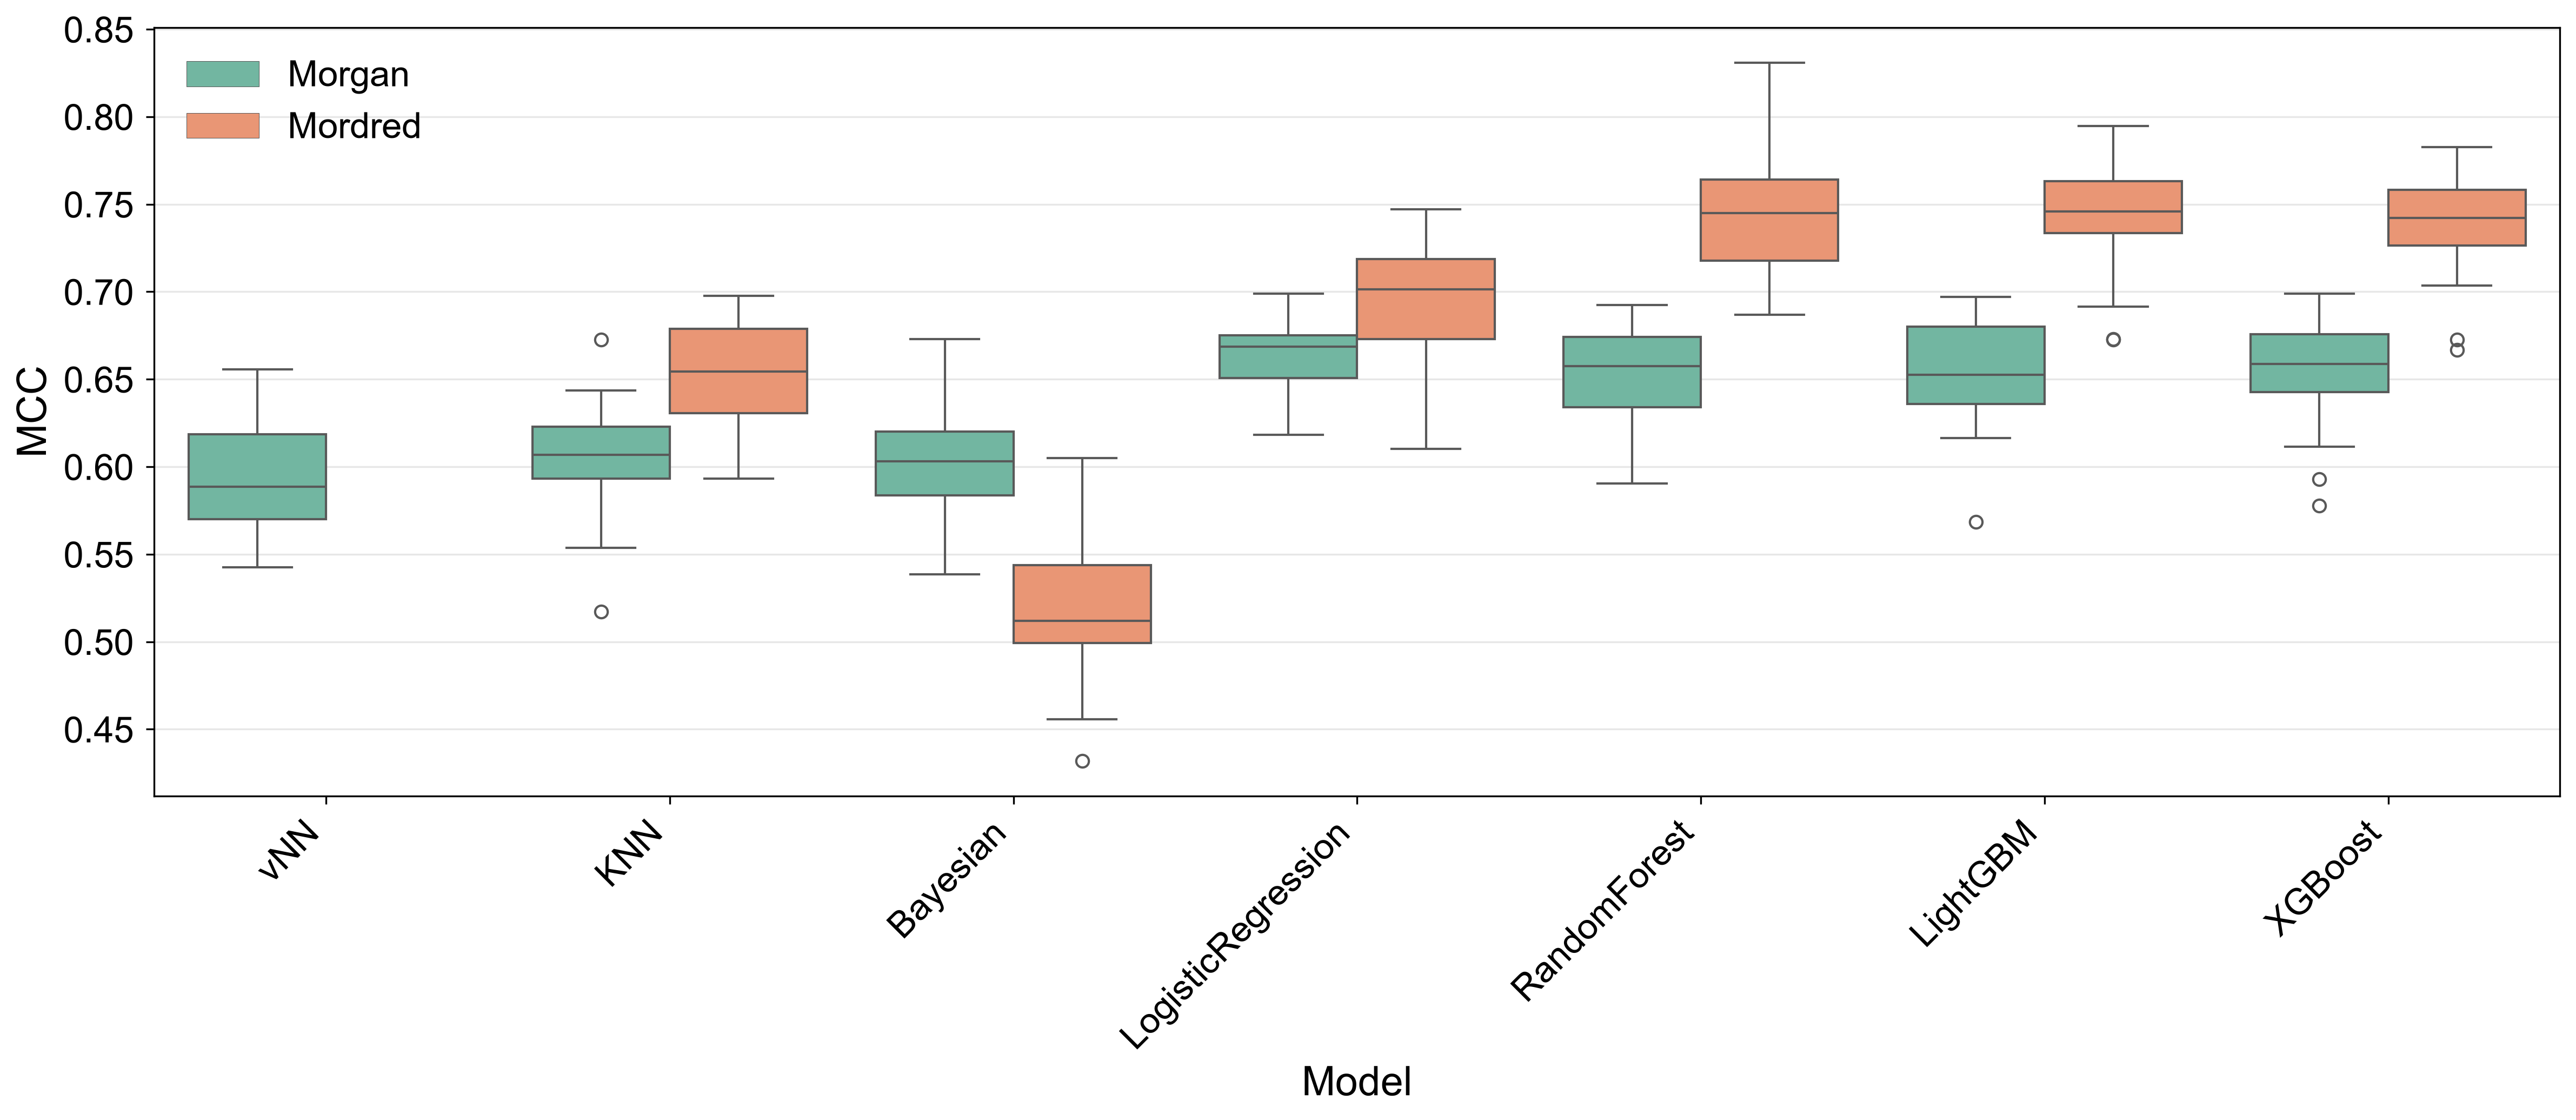 0.85
0.80
0.75
0.70
0.65
0.60
0.55
0.50
0.45
MCC
Morgan
Mordred
vNN
KNN
Bayesian
LogisticRegression
RandomForest
LightGBM
XGBoost
Model